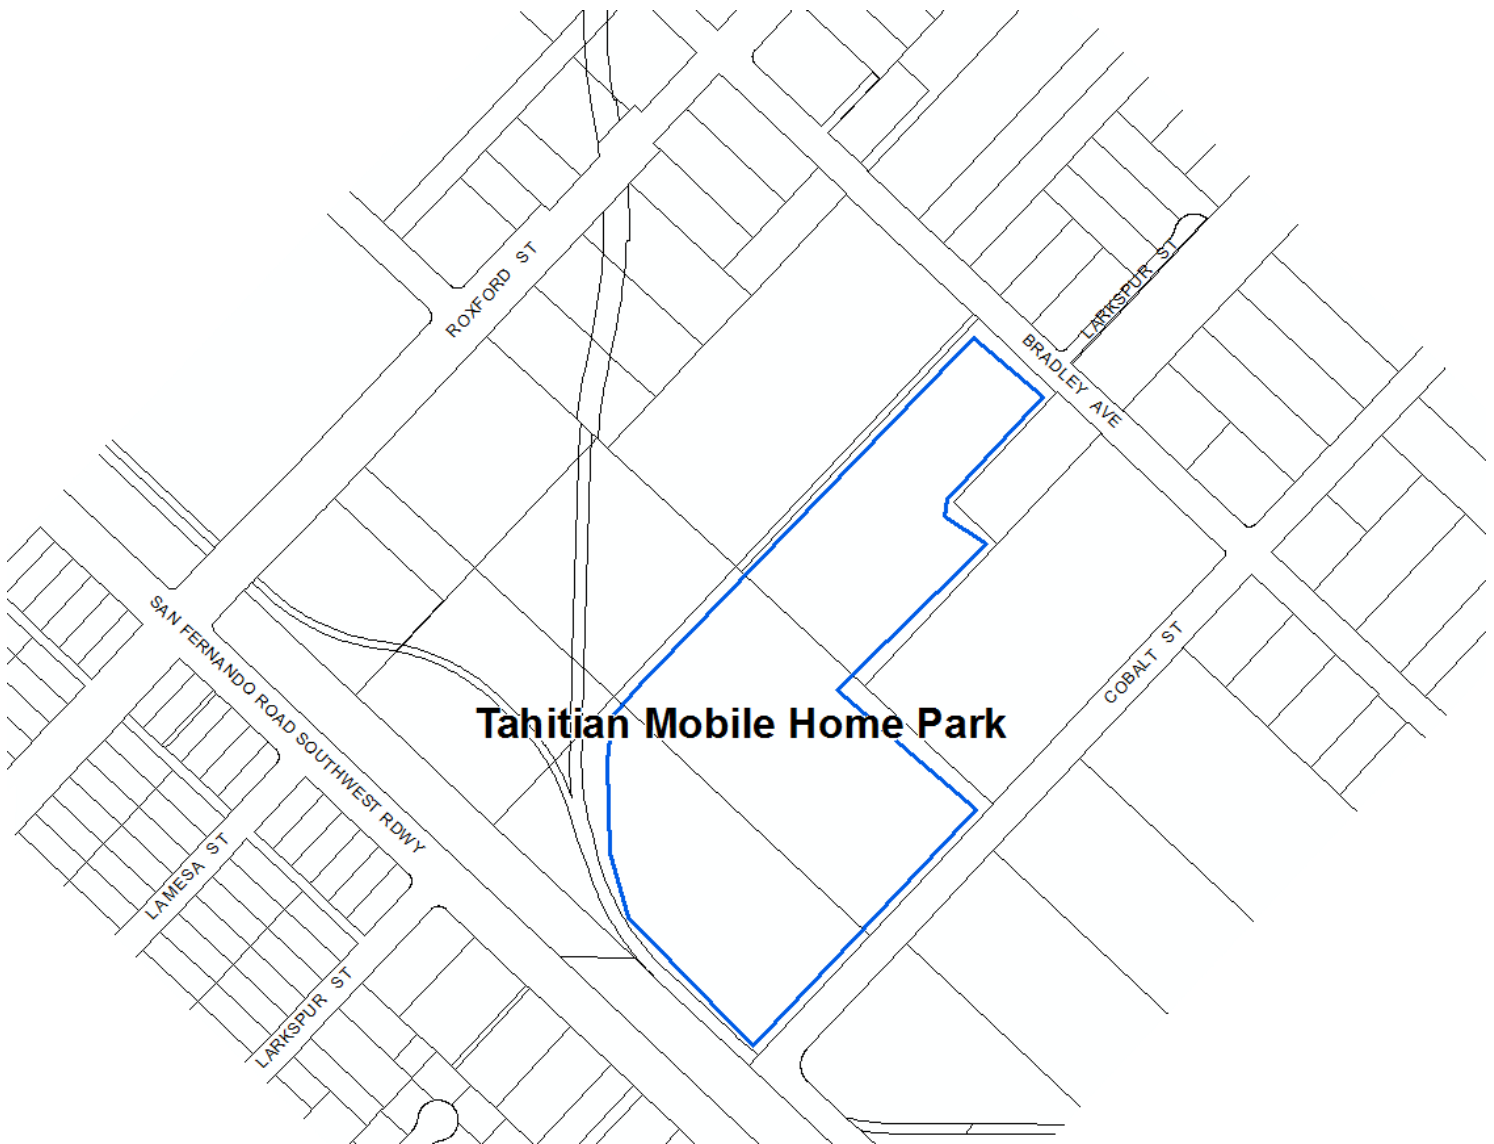 ROXFORD ST
LARKSPUR ST
BRADLEY AVE
SAN FERNANDO ROAD SOUTHWEST RDWY
COBALT ST
Tahitian Mobile Home Park
LAMESA ST
LARKSPUR ST